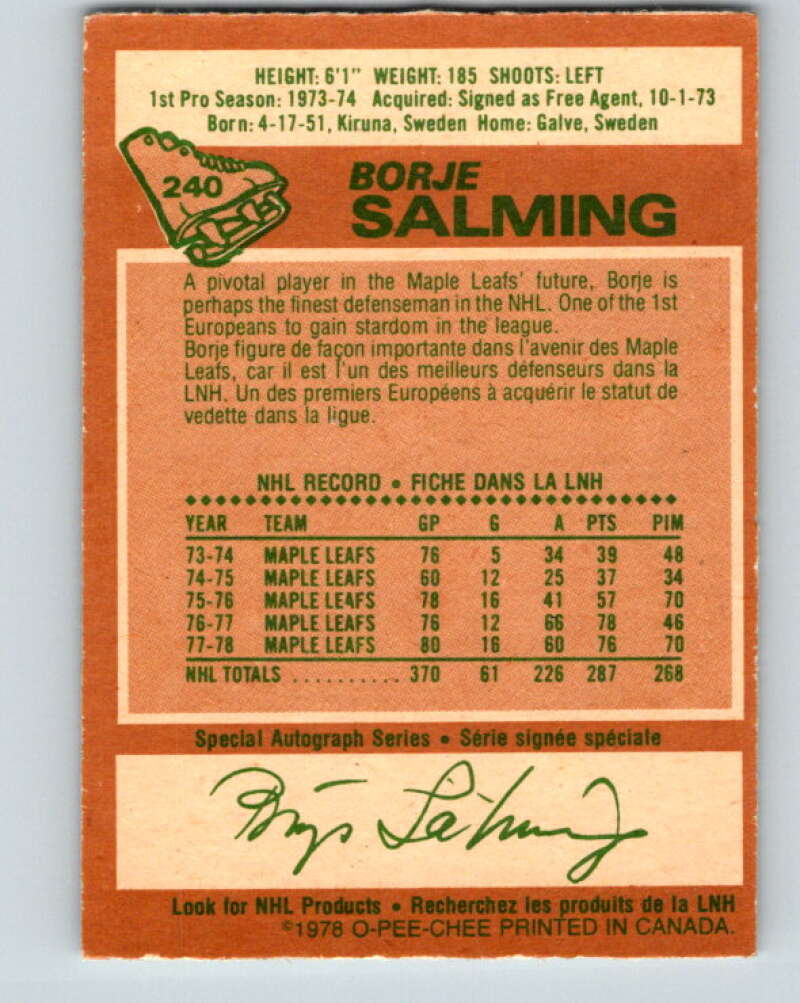 HEIGHT: 6'1" WEIGHT: 185 SHOOTS: LEFT
1st Pro Season: 1973-74 Acquired: Signed as Free Agent, 10-1-73
Born: 4-17-51, Kiruna, Sweden Home: Galve, Sweden
240
BORJE
SALMING
A pivotal player in the Maple Leafs' future, Borje is
perhaps the finest defenseman in the NHL. One of the 1st
Europeans to gain stardom in the league.
Borje figure de façon importante dans l'avenir des Maple
Leafs, car il est l'un des meilleurs défenseurs dans la
LNH. Un des premiers Européens à acquérir le statut de
vedette dans la ligue.
NHL RECORD • FICHE DANS LA LNH
YEAR TEAM GP G A PTS PIM
73-74 MAPLE LEAFS 76 5 34 39 48
74-75 MAPLE LEAFS 60 12 25 37 34
75-76 MAPLE LEAFS 78 16 41 57 70
76-77 MAPLE LEAFS 76 12 66 78 46
77-78 MAPLE LEAFS 80 16 60 76 70
NHL TOTALS .......... 370 61 226 287 268
Special Autograph Series • Série signée spéciale
Börje Salming
Look for NHL Products • Recherchez les produits de la LNH
©1978 O-PEE-CHEE PRINTED IN CANADA.